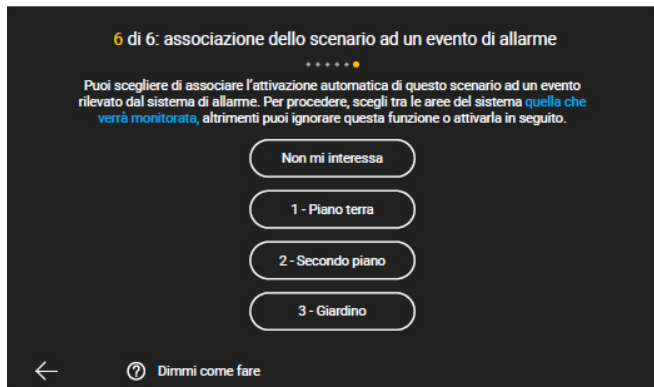 6 di 6: associazione dello scenario ad un evento di allarme
Puoi scegliere di associare l'attivazione automatica di questo scenario ad un evento
rilevato dal sistema di allarme. Per procedere, scegli tra le aree del sistema quella che
verrà monitorata, altrimenti puoi ignorare questa funzione o attivarla in seguito.
Non mi interessa
1 - Piano terra
2 - Secondo piano
3 - Giardino
? Dimmi come fare